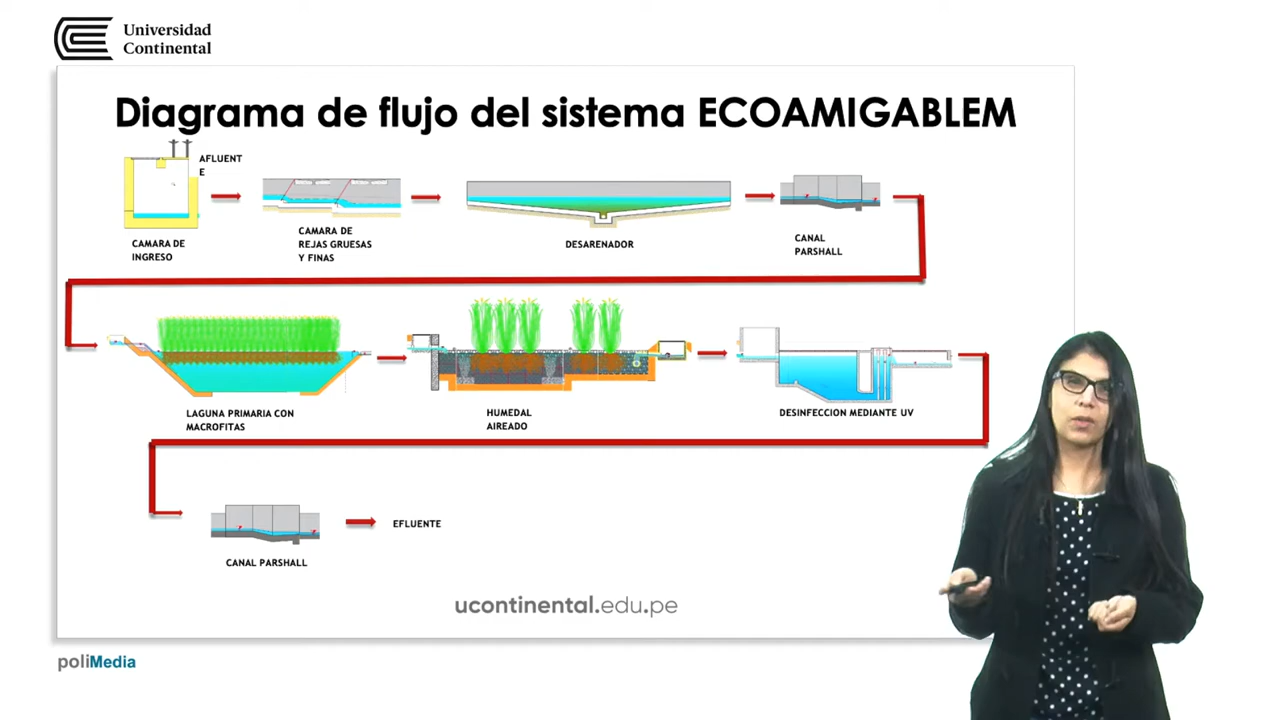 Universidad
Continental
Diagrama de flujo del sistema ECOAMIGABLEM
AFLUENT
E
CAMARA DE
INGRESO
CAMARA DE
REJAS GRUESAS
Y FINAS
DESARENADOR
CANAL
PARSHALL
LAGUNA PRIMARIA CON
MACROFITAS
HUMEDAL
AIREADO
DESINFECCION MEDIANTE UV
CANAL PARSHALL
EFLUENTE
ucontinental.edu.pe
poliMedia